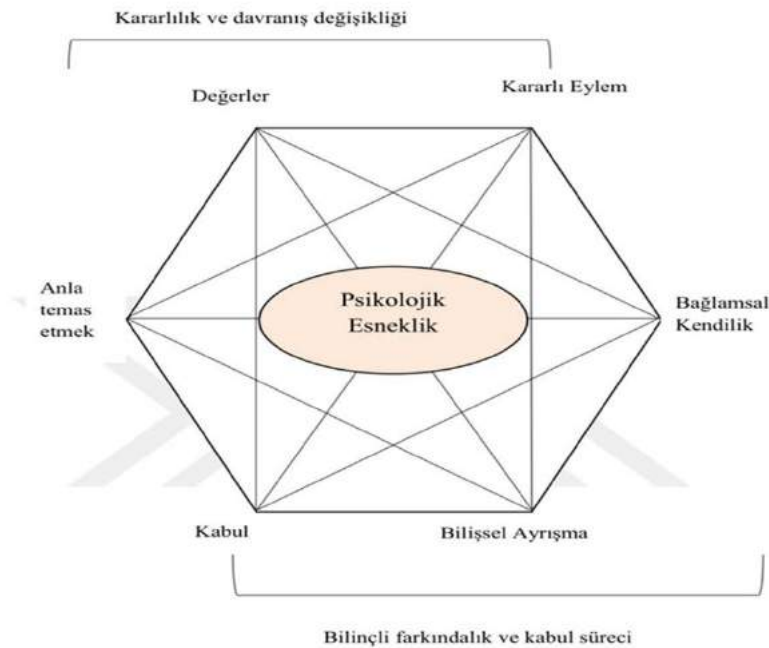 Kararlılık ve davranış değişikliği
Değerler
Kararlı Eylem
Anla
temas
etmek
Psikolojik
Esneklik
Bağlamsal
Kendilik
Kabul
Bilişsel Ayrışma
Bilinçli farkındalık ve kabul süreci